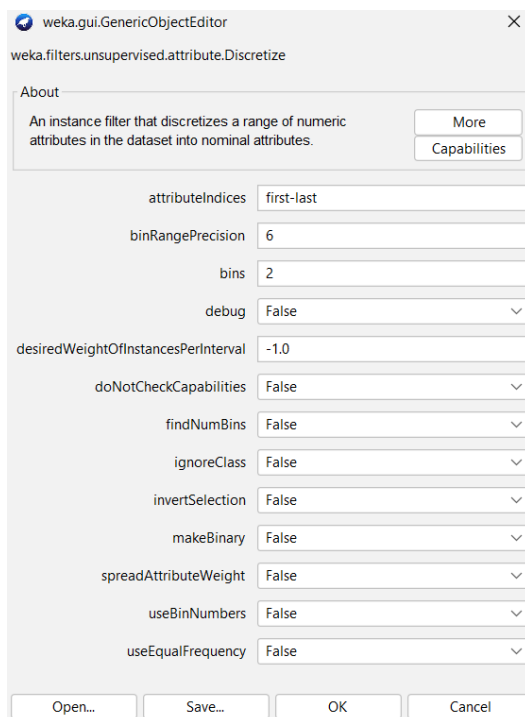 weka.gui.GenericObjectEditor
weka.filters.unsupervised.attribute.Discretize
About
An instance filter that discretizes a range of numeric
attributes in the dataset into nominal attributes.
More
Capabilities
attributeIndices first-last
binRangePrecision 6
bins 2
debug False
desiredWeightOfInstancesPerInterval -1.0
doNotCheckCapabilities False
findNumBins False
ignoreClass False
invertSelection False
makeBinary False
spreadAttributeWeight False
useBinNumbers False
useEqualFrequency False
Open... Save... OK Cancel